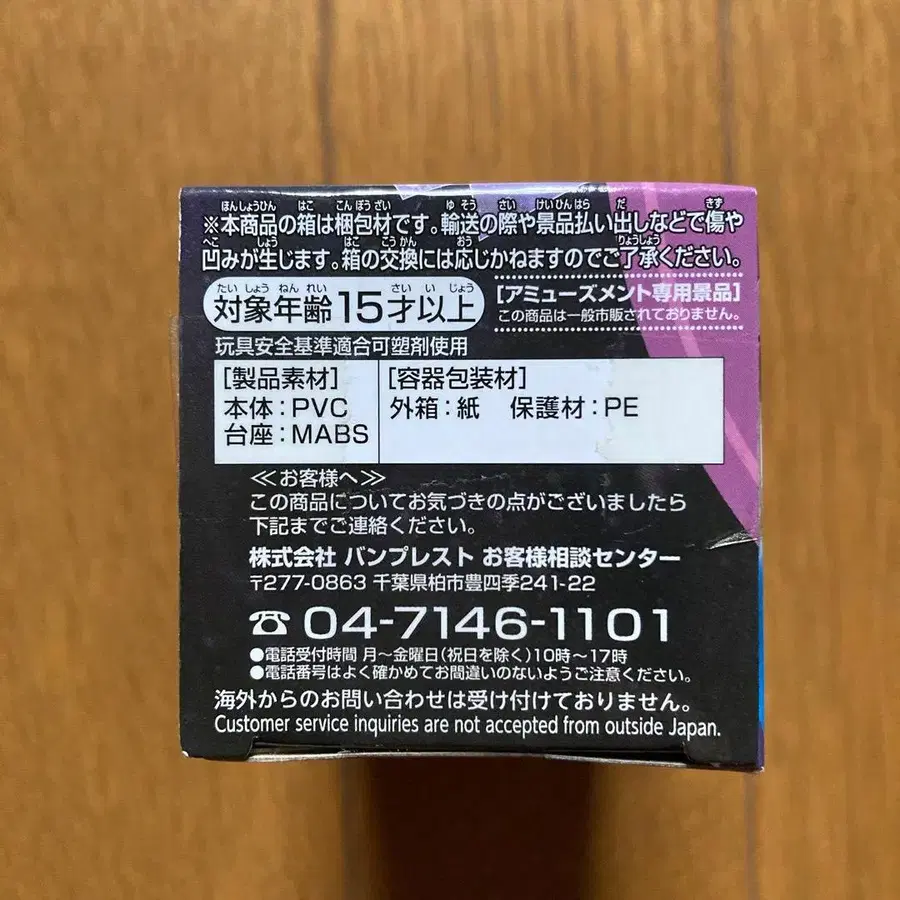 ※本商品の箱は梱包材です。輸送の際や景品払い出しなどで傷や
凹みが生じます。箱の交換には応じかねますのでご了承ください。
対象年齢15才以上
[アミューズメント専用景品]
この商品は一般市販されておりません。
玩具安全基準適合可塑剤使用
[製品素材]
本体:PVC
台座:MABS
[容器包装材]
外箱:紙 保護材:PE
≪お客様へ≫
この商品についてお気づきの点がございましたら
下記までご連絡ください。
株式会社 バンプレスト お客様相談センター
〒277-0863 千葉県柏市豊四季241-22
☎ 04-7146-1101
●電話受付時間 月~金曜日(祝日を除く)10時~17時
●電話番号はよく確かめてお間違いのないようご注意ください。
海外からのお問い合わせは受け付けておりません。
Customer service inquiries are not accepted from outside Japan.